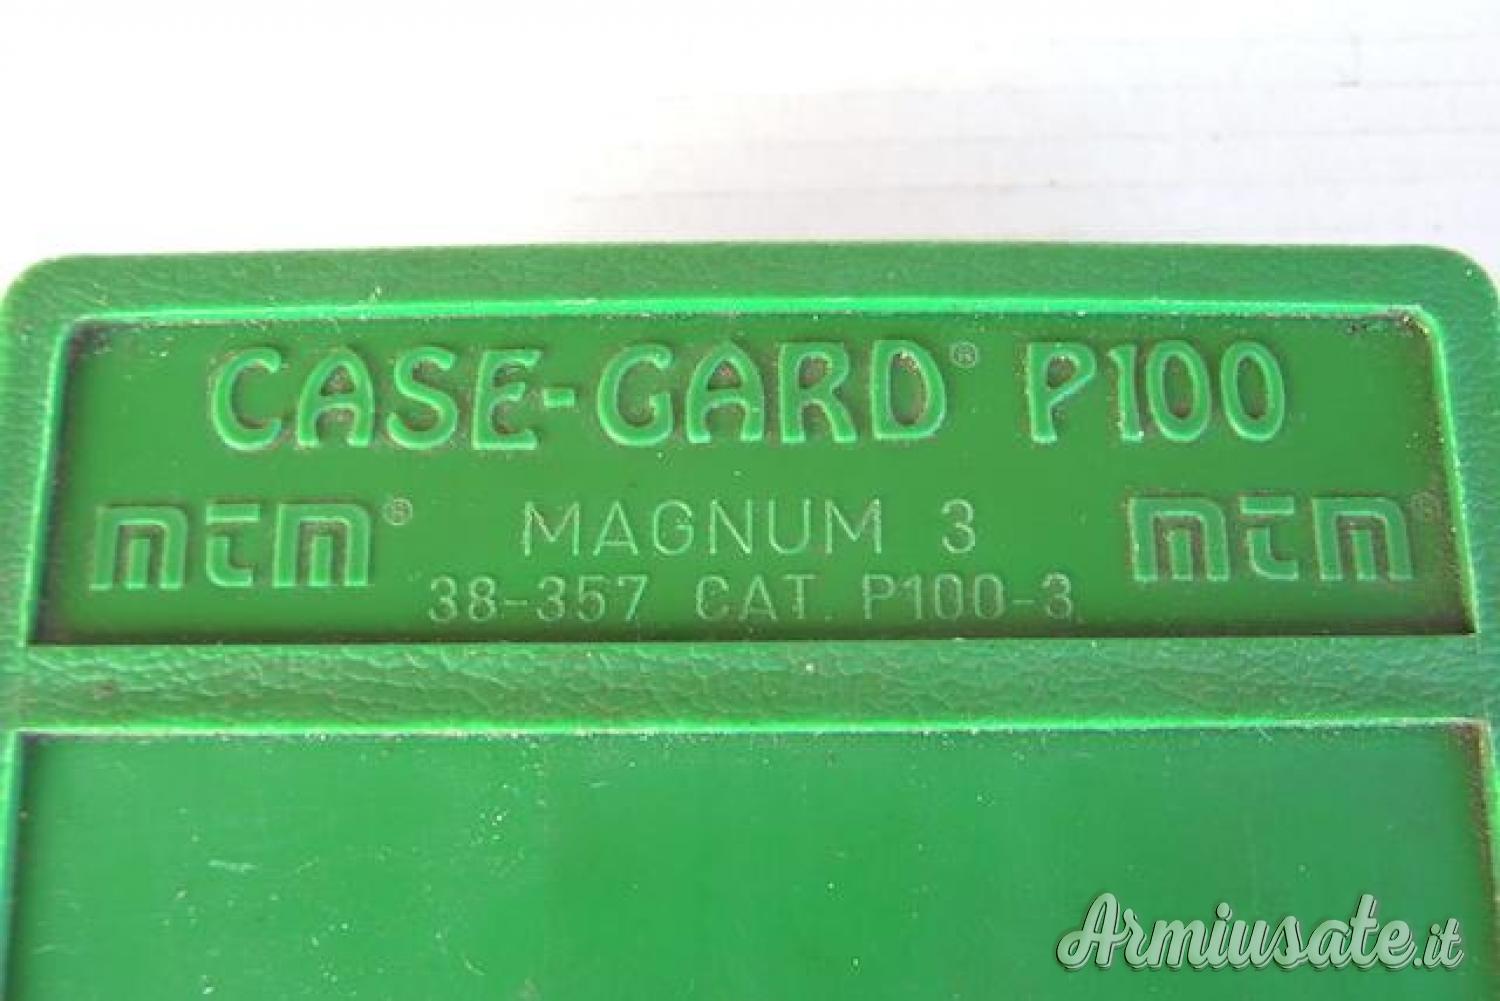 CASE-GARD® P100
mTm® MAGNUM 3 mTm®
38-357 CAT. P100-3
Armiusate.it